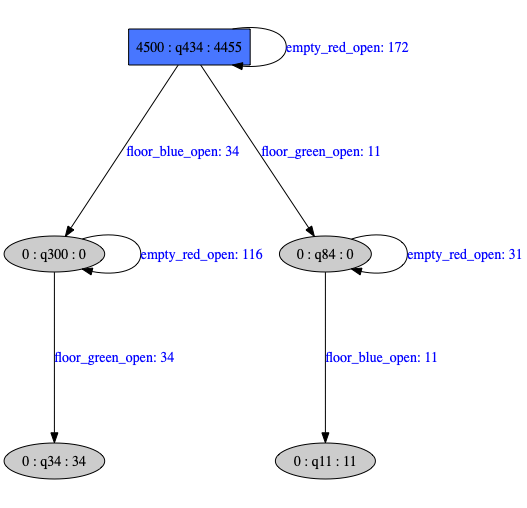 4500 : q434 : 4455
empty_red_open: 172
floor_blue_open: 34
floor_green_open: 11
0 : q300 : 0
empty_red_open: 116
0 : q84 : 0
empty_red_open: 31
floor_green_open: 34
floor_blue_open: 11
0 : q34 : 34
0 : q11 : 11